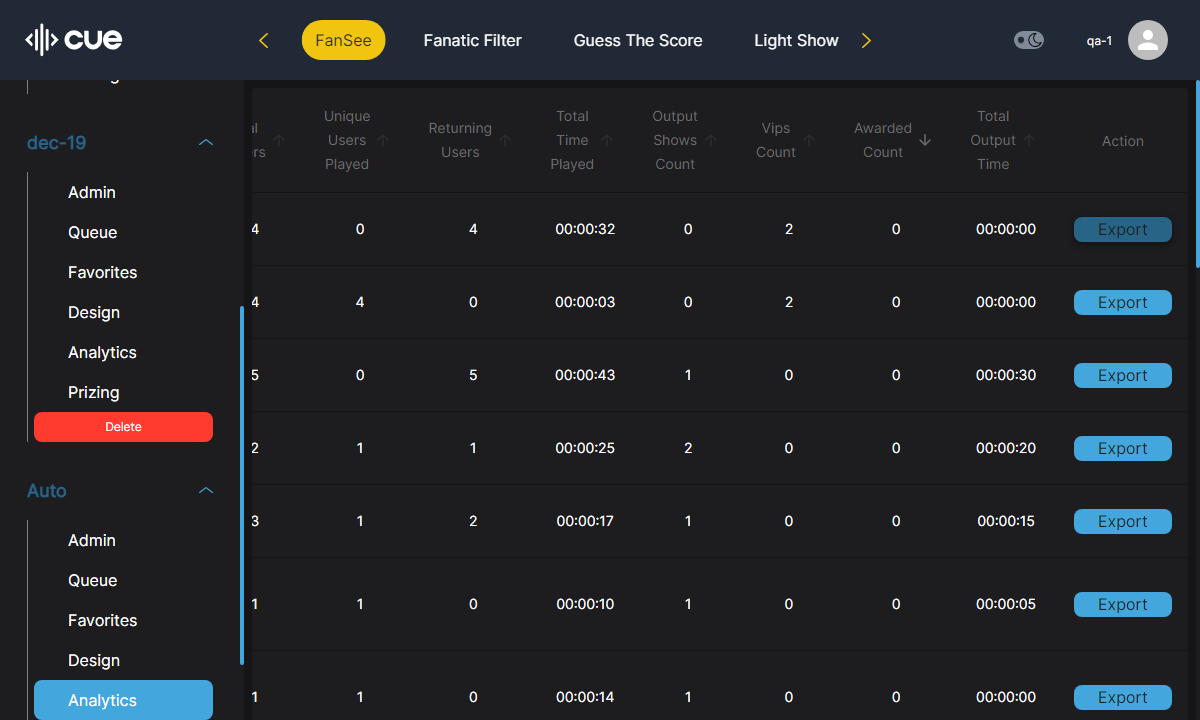 cue
FanSee
Fanatic Filter
Guess The Score
Light Show
qa-1
dec-19
Admin
Queue
Favorites
Design
Analytics
Prizing
Delete
Auto
Admin
Queue
Favorites
Design
Analytics
Unique
Users
Played
Returning
Users
Total
Time
Played
Output
Shows
Count
Vips
Count
Awarded
Count
Total
Output
Time
Action
4 0 4 00:00:32 0 2 0 00:00:00 Export
4 4 0 00:00:03 0 2 0 00:00:00 Export
5 0 5 00:00:43 1 0 0 00:00:30 Export
2 1 1 00:00:25 2 0 0 00:00:20 Export
3 1 2 00:00:17 1 0 0 00:00:15 Export
1 1 0 00:00:10 1 0 0 00:00:05 Export
1 1 0 00:00:14 1 0 0 00:00:00 Export